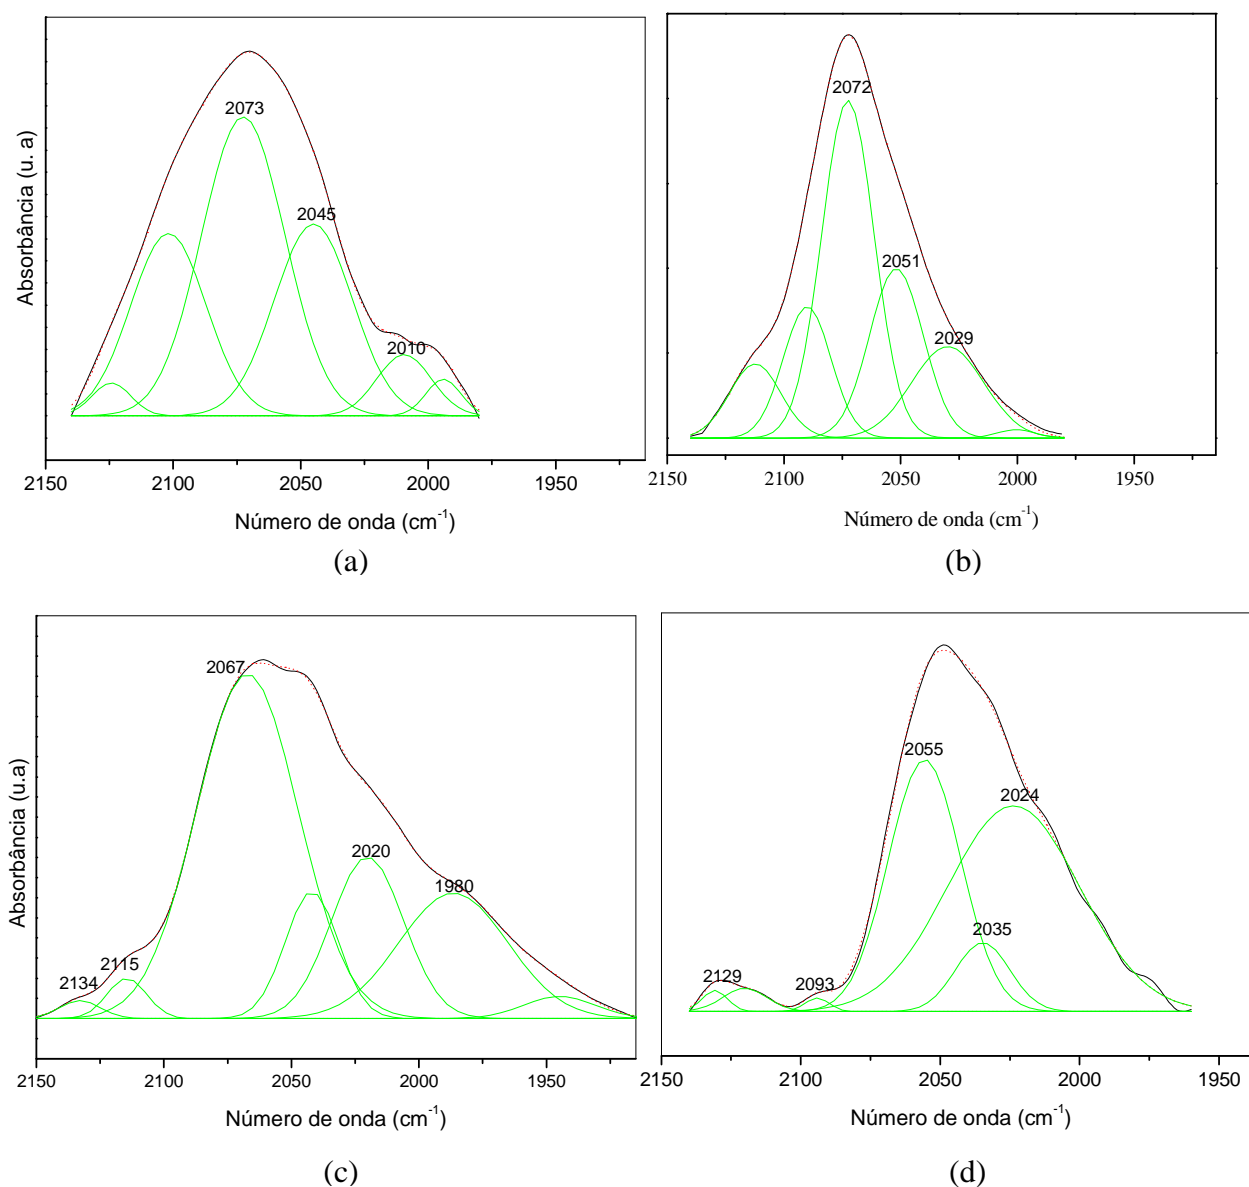 Absorbância (u. a)
2073
2045
2010
2150 2100 2050 2000 1950
Número de onda (cm⁻¹)
(a)
2072
2051
2029
2150 2100 2050 2000 1950
Número de onda (cm⁻¹)
(b)
Absorbância (u.a)
2067
2134
2115
2020
1980
2150 2100 2050 2000 1950
Número de onda (cm⁻¹)
(c)
2055
2024
2035
2129
2093
2150 2100 2050 2000 1950
Número de onda (cm⁻¹)
(d)